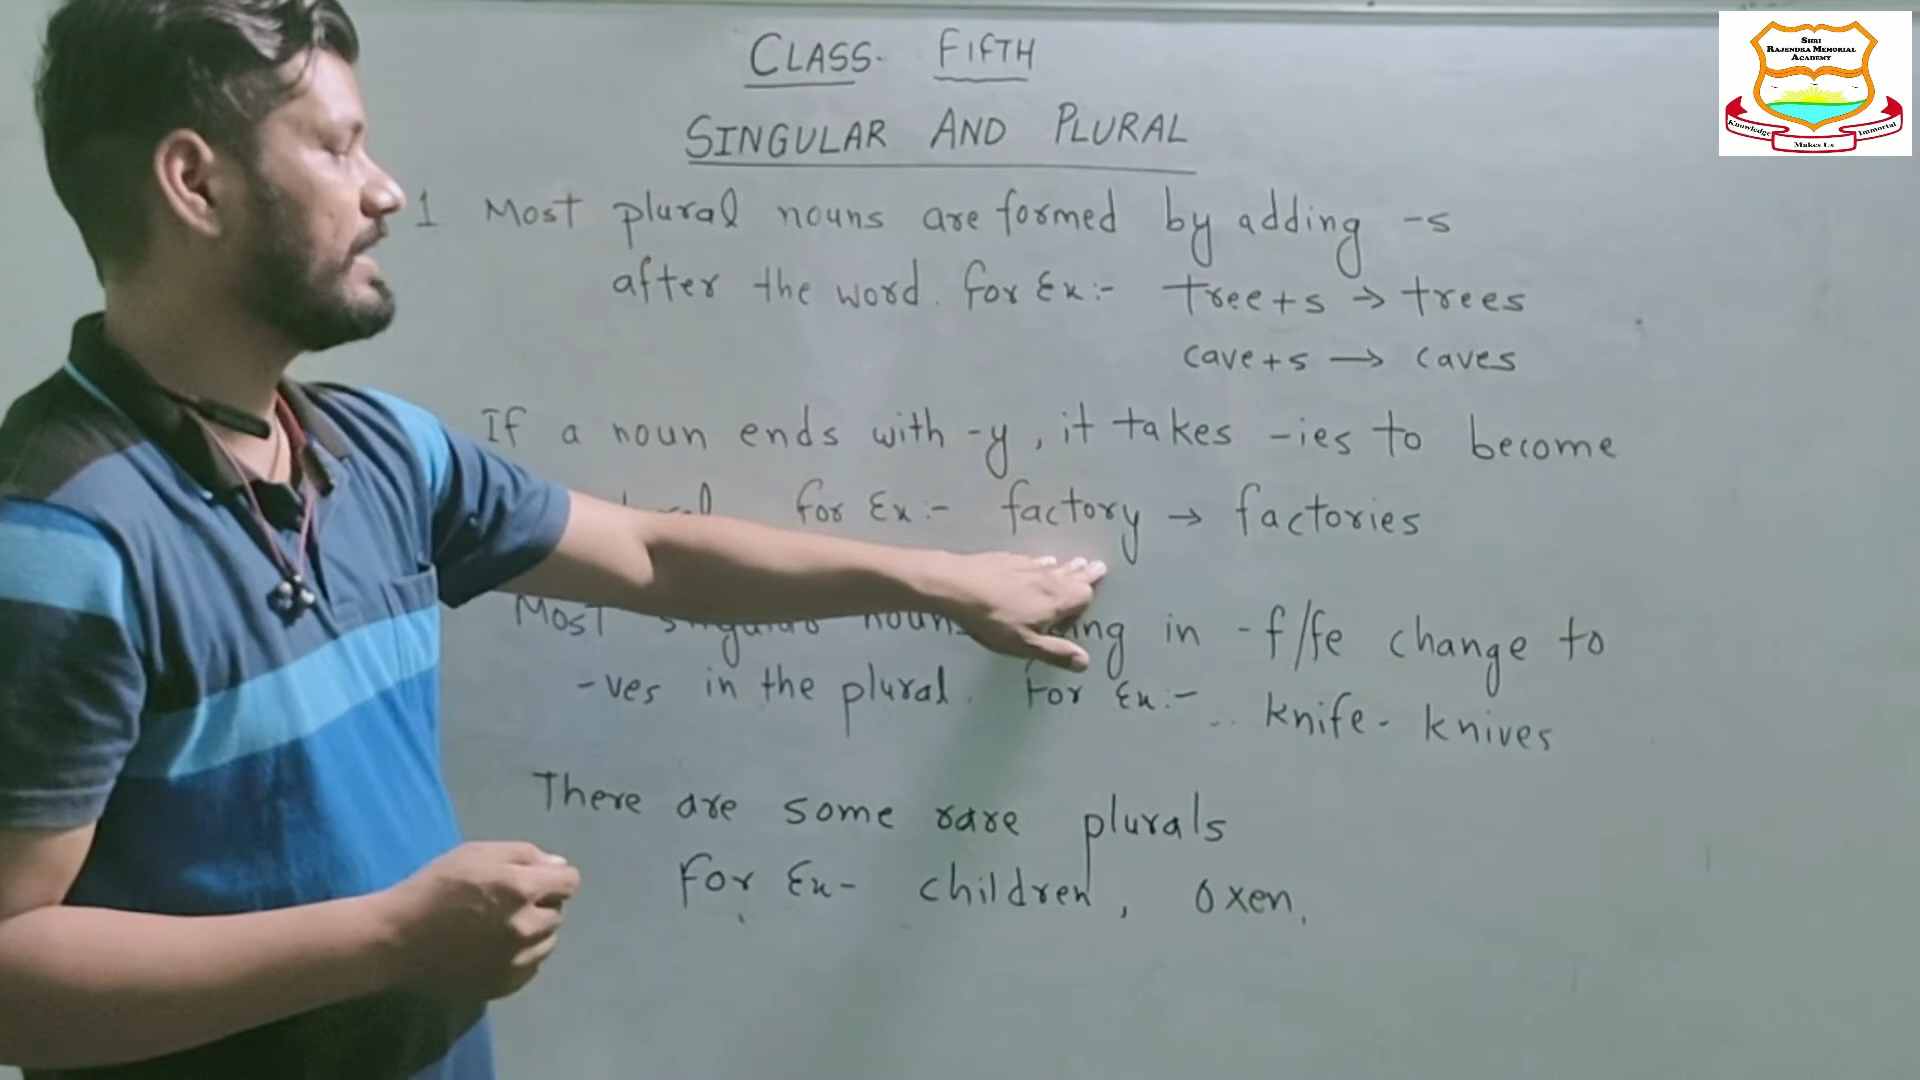 CLASS- FIFTH
SINGULAR AND PLURAL
1 Most plural nouns are formed by adding -s
after the word. For Ex:- tree+s → trees
cave+s → caves
If a noun ends with -y, it takes -ies to become
For Ex:- factory → factories
Most singular nouns in -f/fe change to
-ves in the plural. For Ex:- knife - knives
There are some rare plurals
For Ex- children, Oxen,
SHRI
RAJENDRA MEMORIAL
ACADEMY
Knowledge Makes Us Immortal